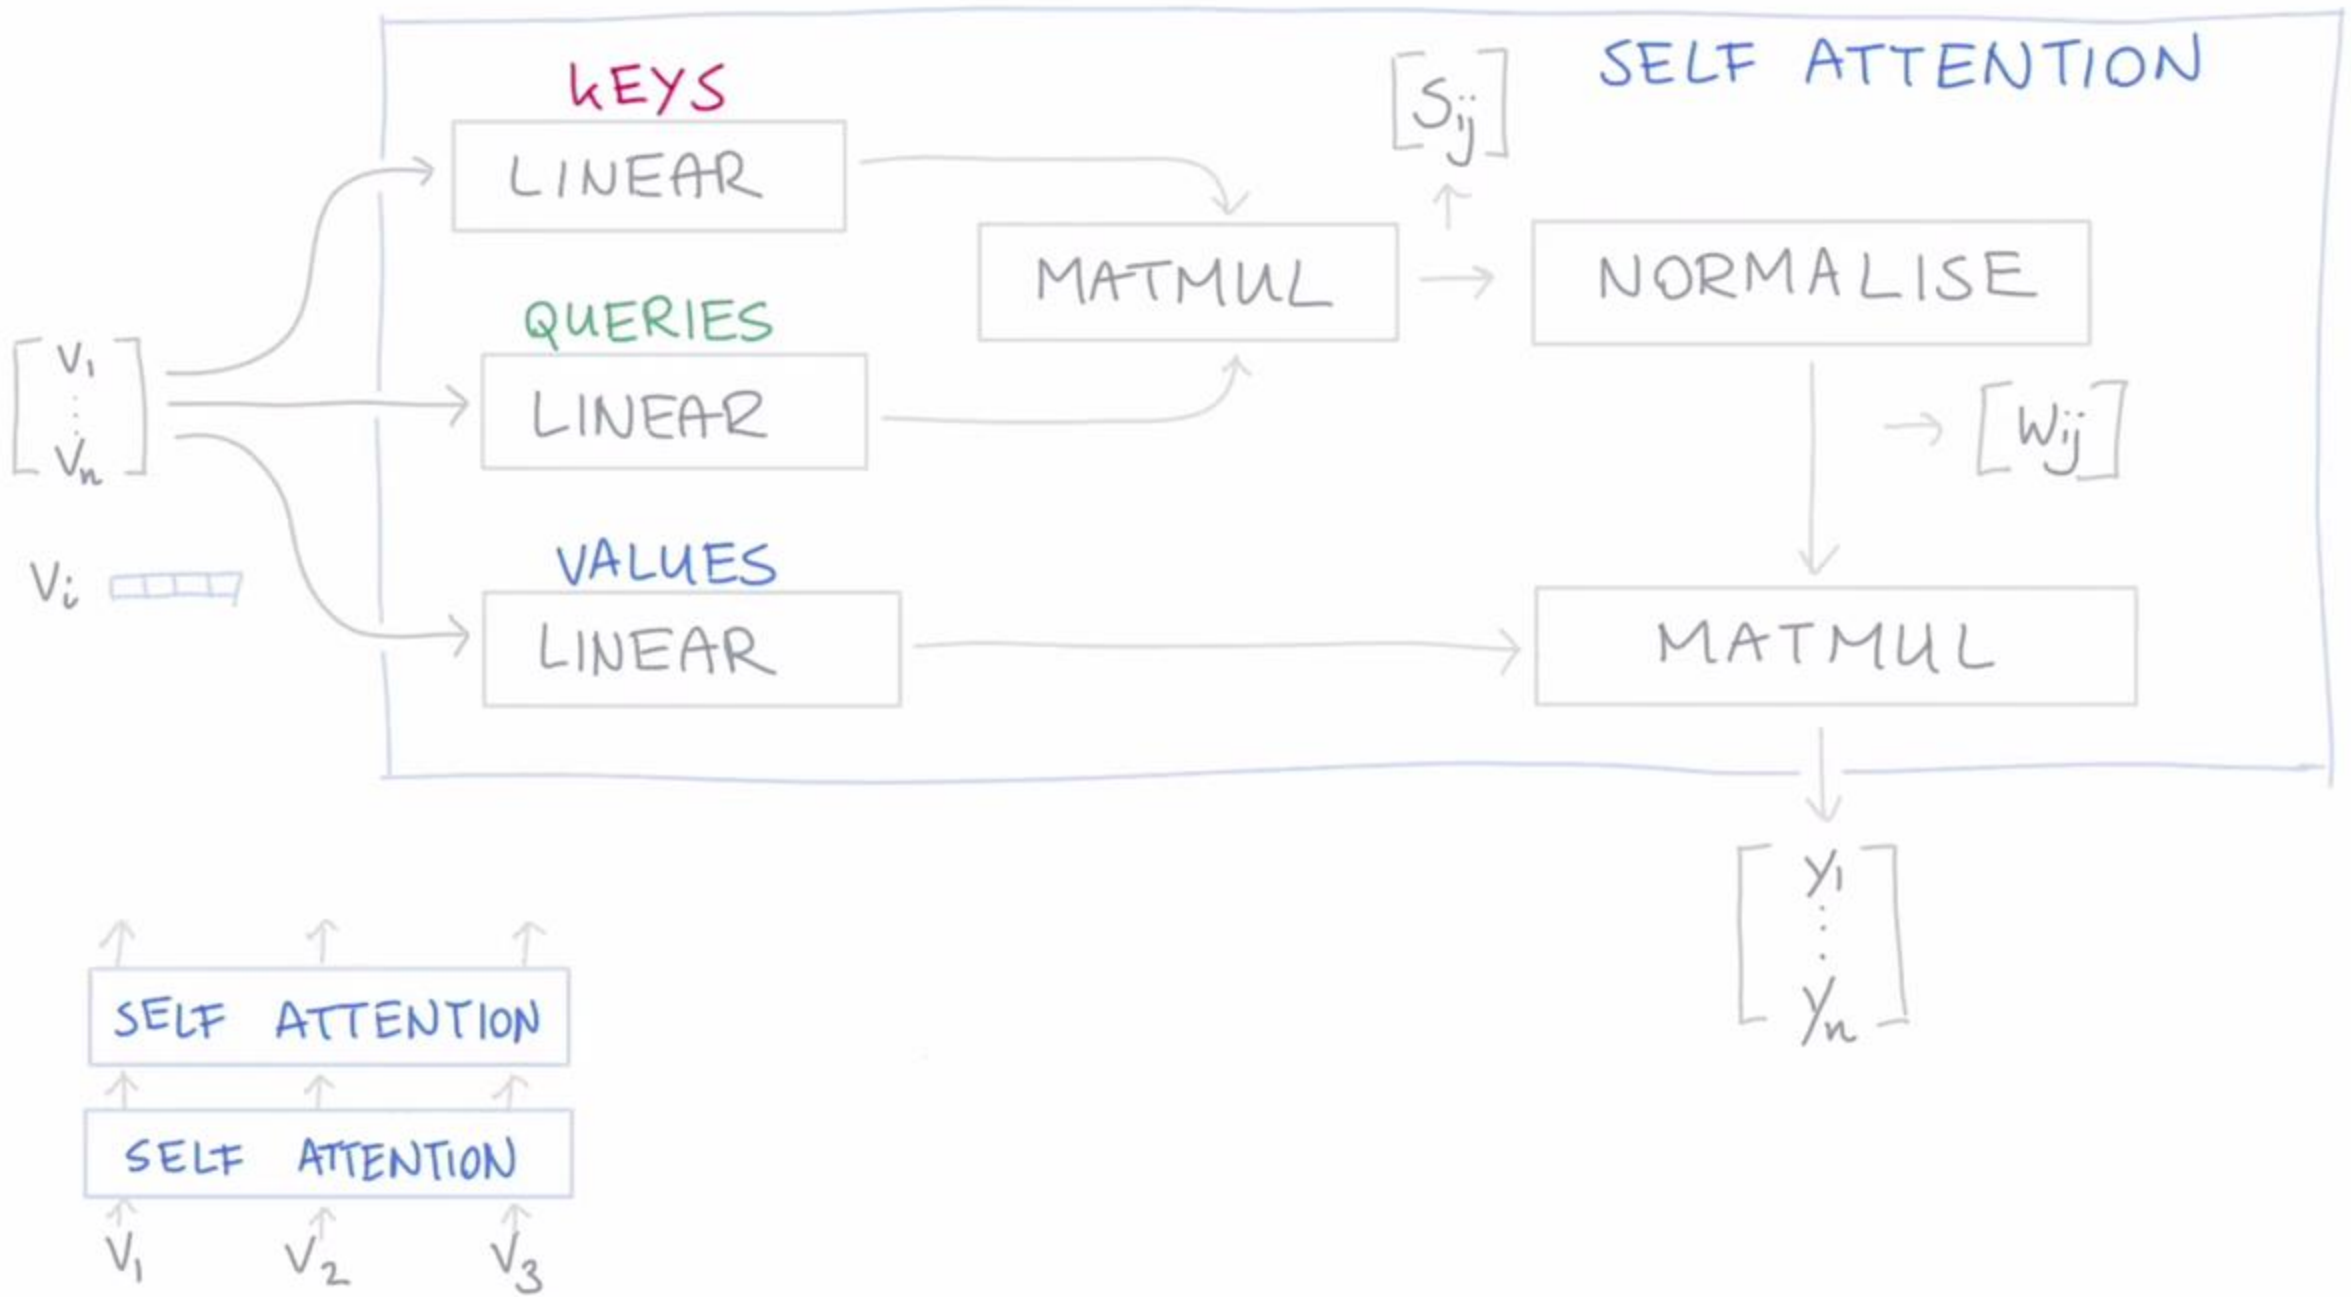 SELF ATTENTION
KEYS
LINEAR
[Sij]
MATMUL
NORMALISE
QUERIES
LINEAR
[V1
⋮
Vn]
[Wij]
Vi
VALUES
LINEAR
MATMUL
[y1
⋮
yn]
SELF ATTENTION
SELF ATTENTION
V1 V2 V3